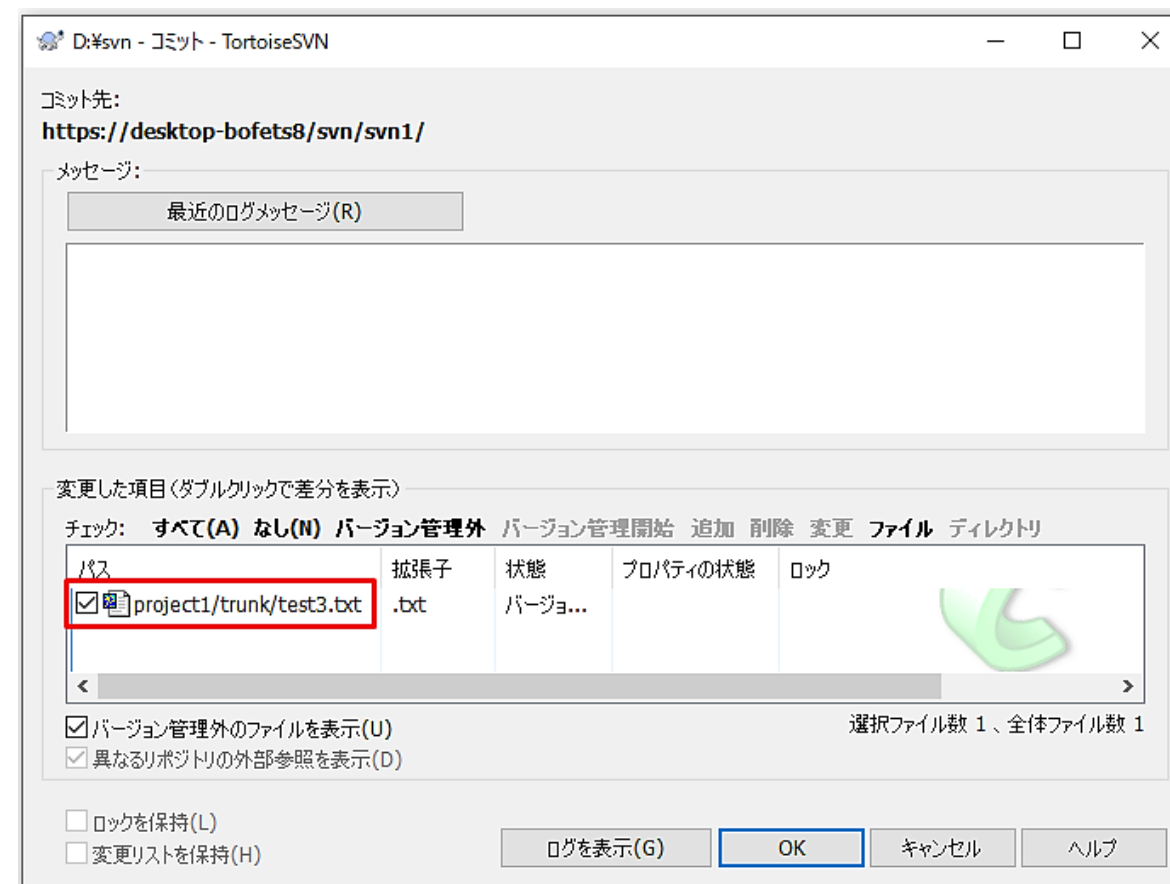 D:¥svn - コミット - TortoiseSVN
コミット先:
https://desktop-bofets8/svn/svn1/
メッセージ:
最近のログメッセージ(R)
変更した項目(ダブルクリックで差分を表示)
チェック: すべて(A) なし(N) バージョン管理外 バージョン管理開始 追加 削除 変更 ファイル ディレクトリ
パス 拡張子 状態 プロパティの状態 ロック
project1/trunk/test3.txt .txt バージョ...
バージョン管理外のファイルを表示(U) 選択ファイル数 1、全体ファイル数 1
異なるリポジトリの外部参照を表示(D)
ロックを保持(L)
変更リストを保持(H)
ログを表示(G) OK キャンセル ヘルプ